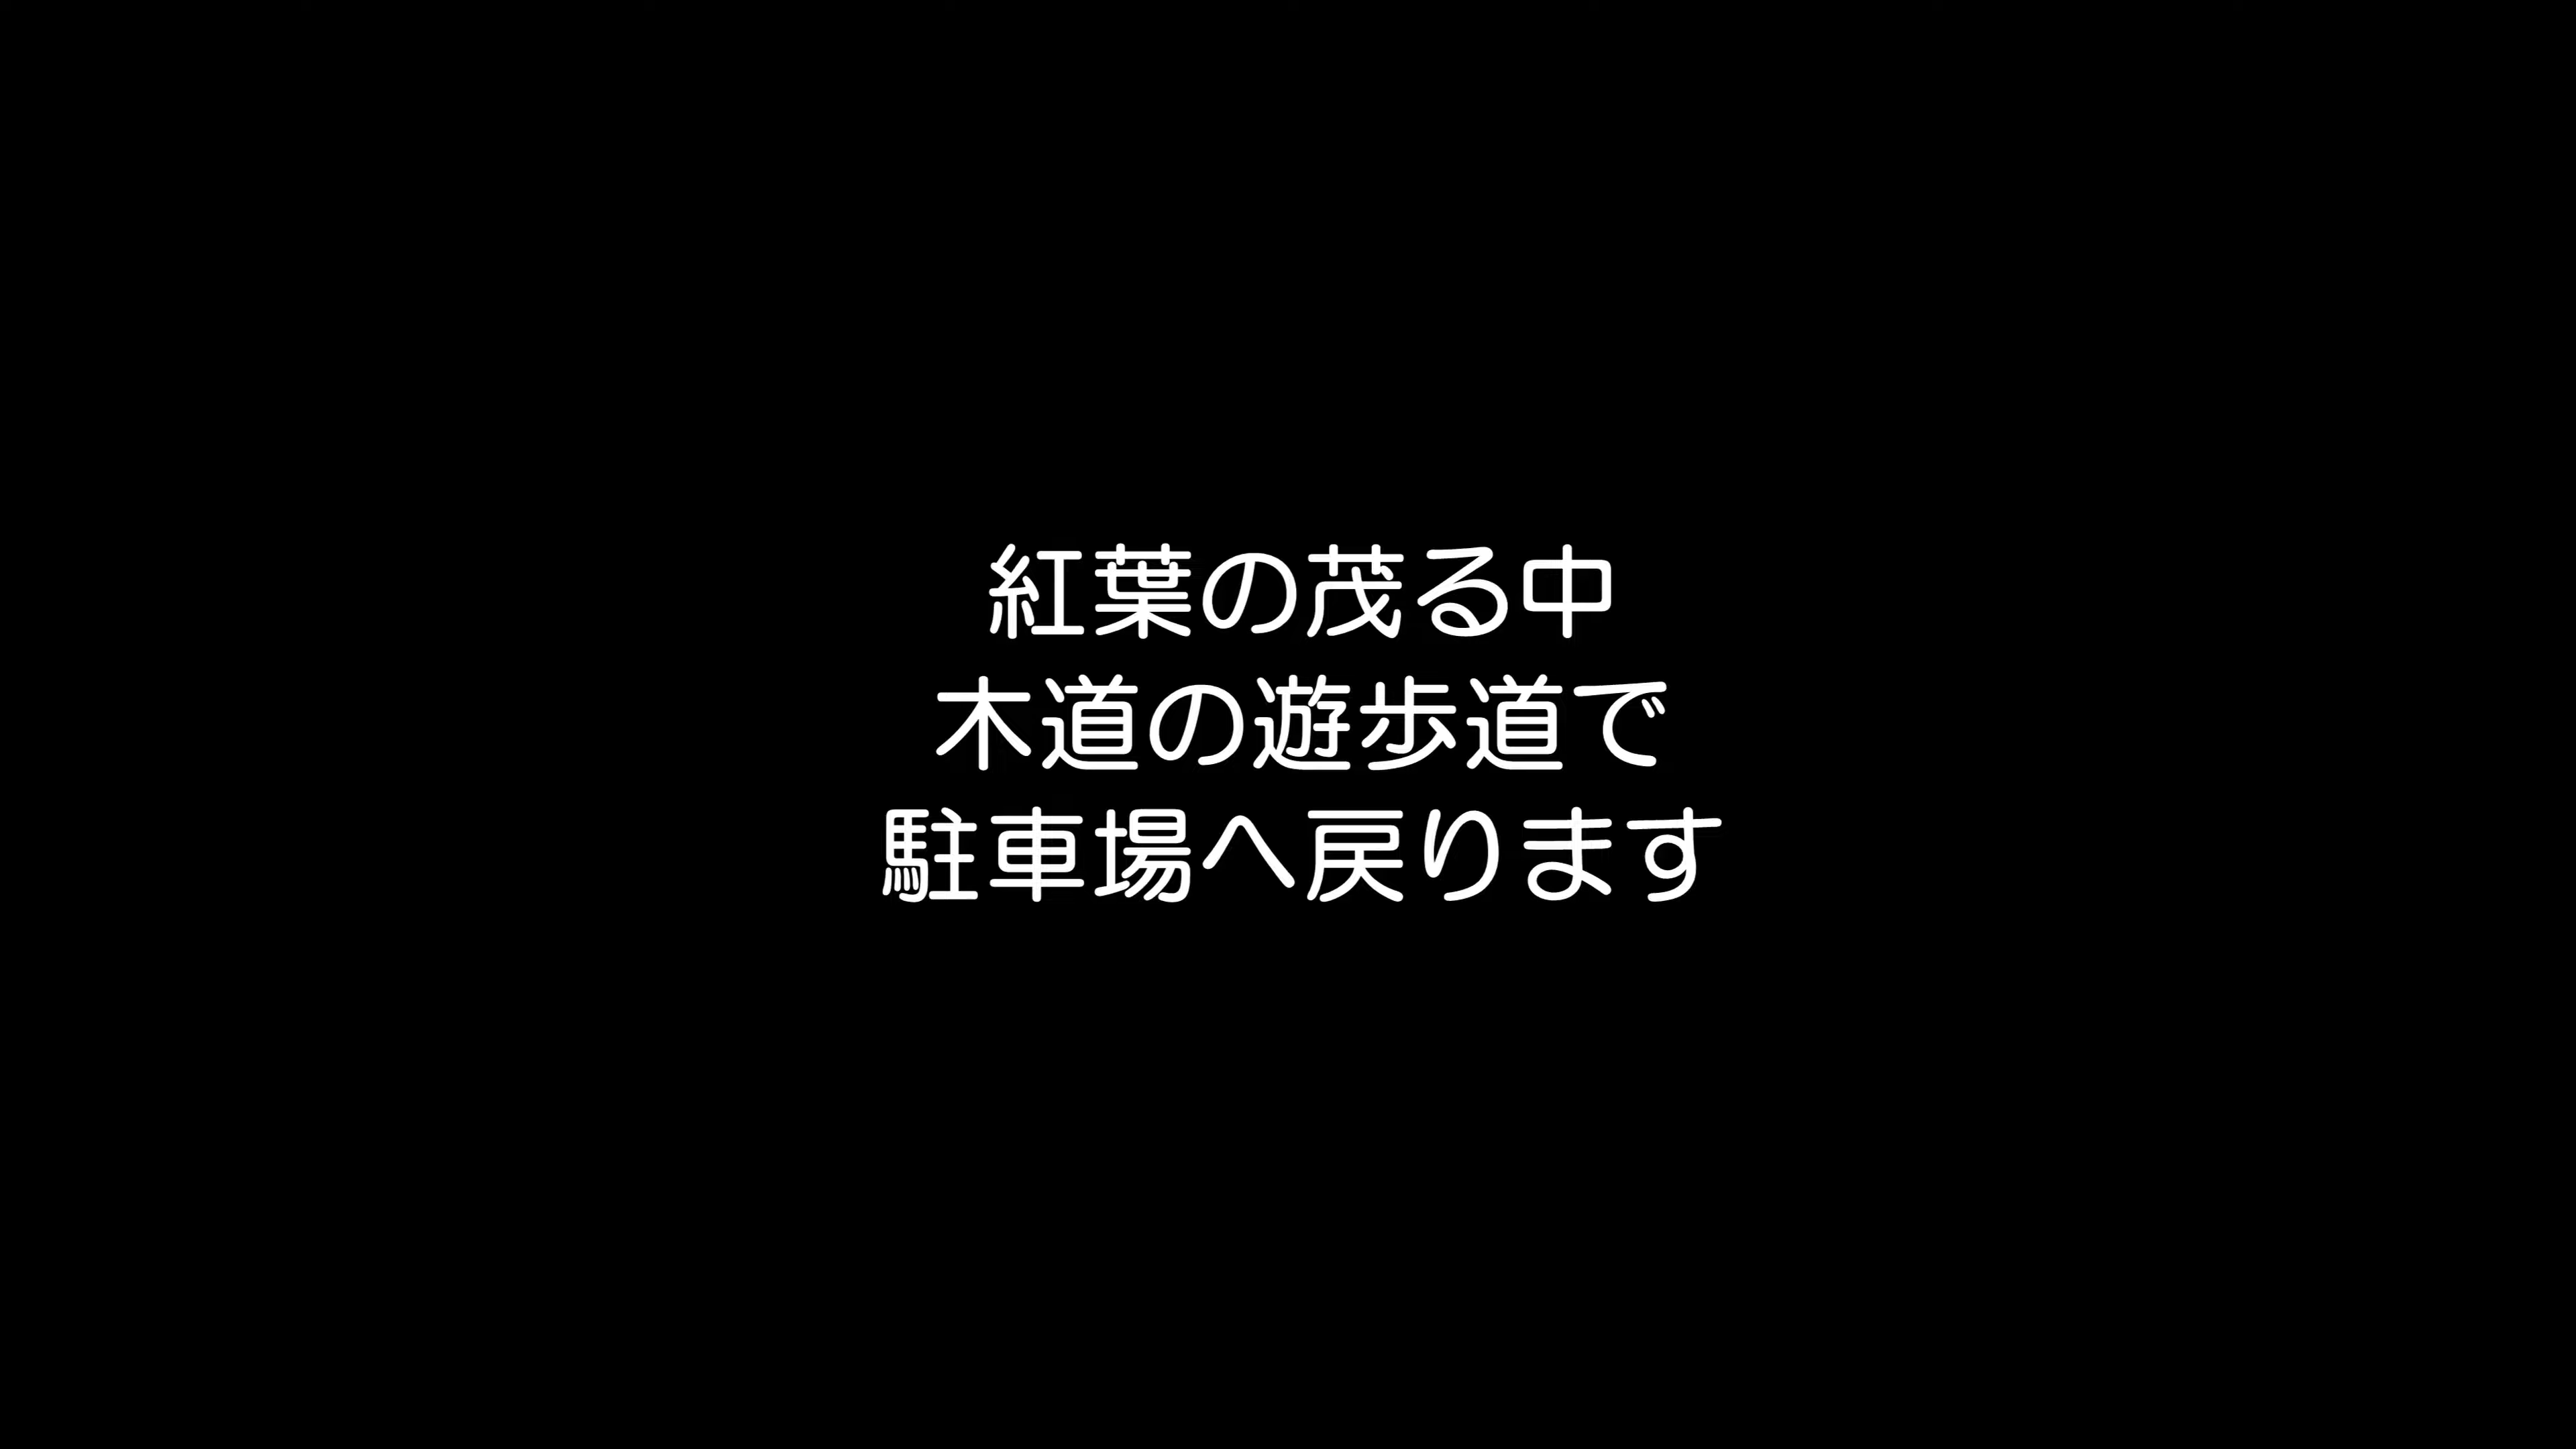 紅葉の茂る中
木道の遊歩道で
駐車場へ戻ります